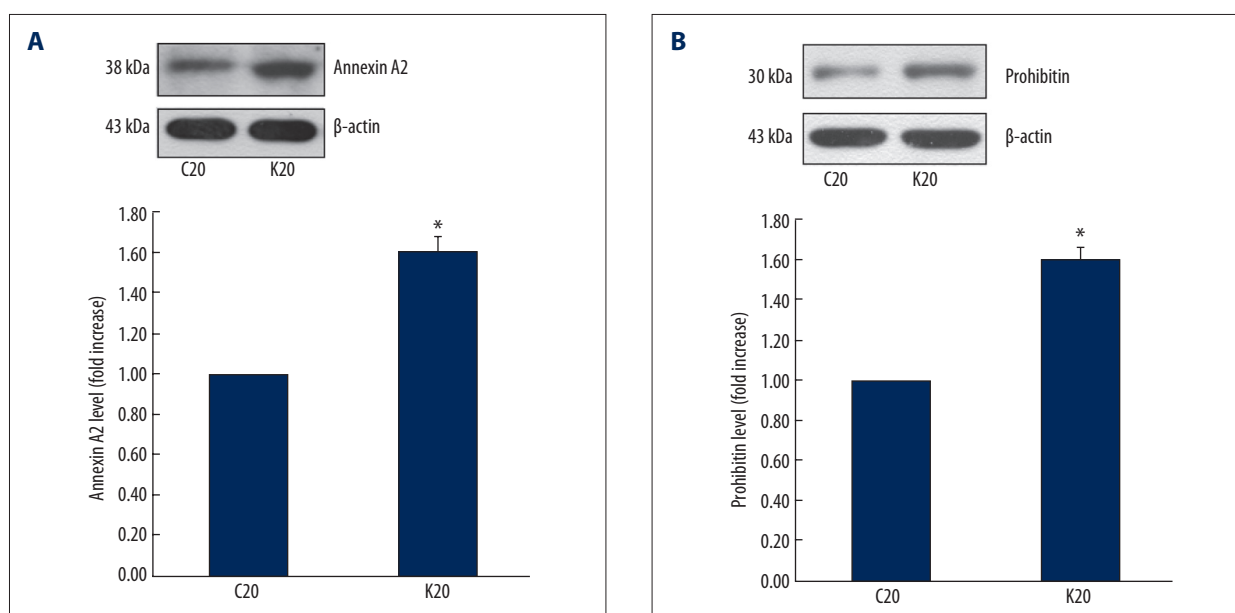 A
38 kDa
Annexin A2
43 kDa
β-actin
C20 K20
Annexin A2 level (fold increase)
1.80
1.60
1.40
1.20
1.00
0.80
0.60
0.40
0.20
0.00
*
C20 K20
B
30 kDa
Prohibitin
43 kDa
β-actin
C20 K20
Prohibitin level (fold increase)
1.80
1.60
1.40
1.20
1.00
0.80
0.60
0.40
0.20
0.00
*
C20 K20